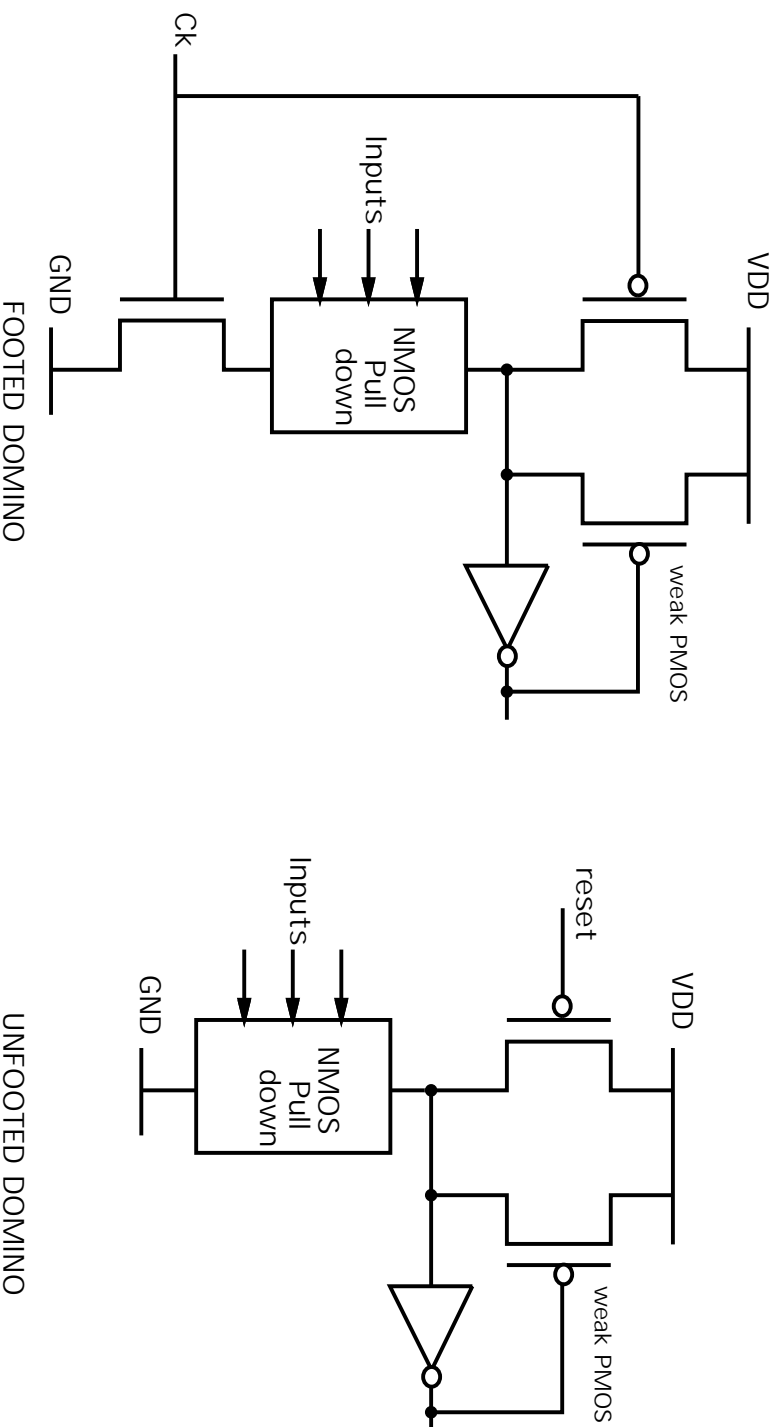 VDD
weak PMOS
Ck
Inputs
NMOS
Pull
down
GND
FOOTED DOMINO
VDD
reset
weak PMOS
Inputs
NMOS
Pull
down
GND
UNFOOTED DOMINO